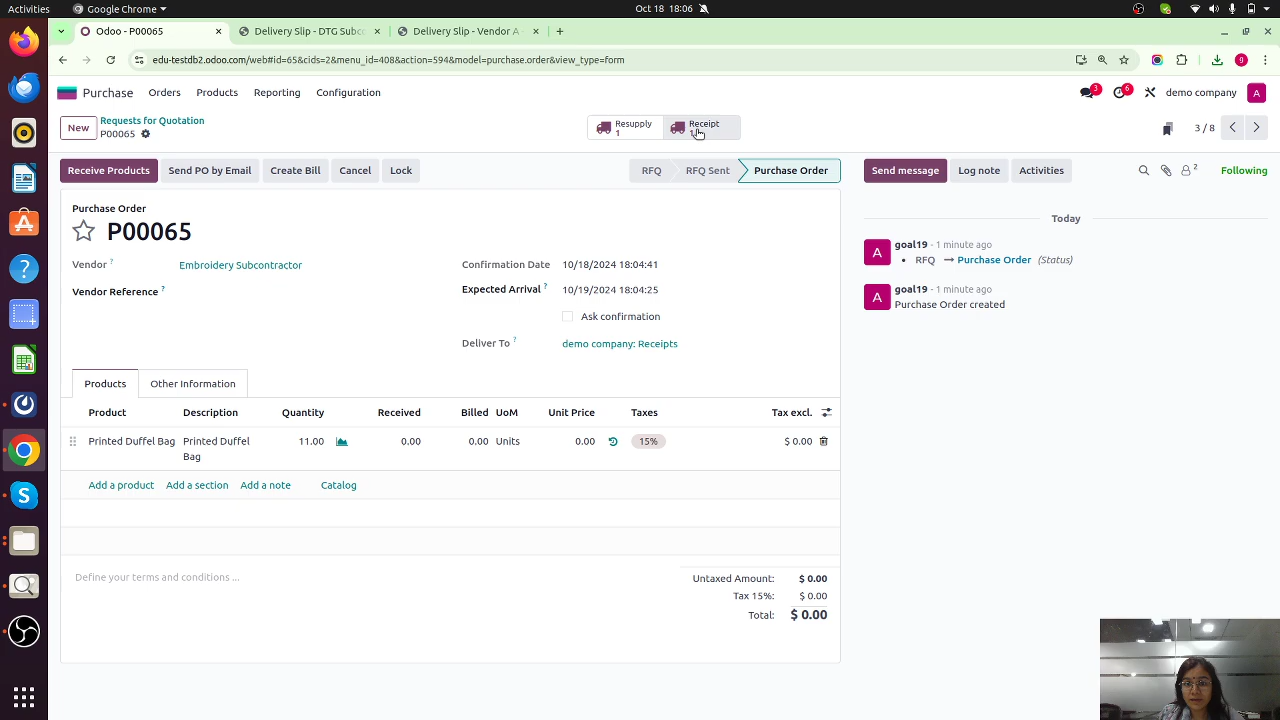 Activities
Google Chrome
Oct 18 18:06
Odoo - P00065
Delivery Slip - DTG Subc
Delivery Slip - Vendor A -
edu-testdb2.odoo.com/web#id=65&cids=2&menu_id=408&action=594&model=purchase.order&view_type=form
9
Purchase
Orders
Products
Reporting
Configuration
3
6
demo company
A
New
Requests for Quotation
P00065
Resupply
1
Receipt
1
3 / 8
Receive Products
Send PO by Email
Create Bill
Cancel
Lock
RFQ
RFQ Sent
Purchase Order
Send message
Log note
Activities
2
Following
Purchase Order
P00065
Vendor ?
Embroidery Subcontractor
Vendor Reference ?
Confirmation Date
10/18/2024 18:04:41
Expected Arrival ?
10/19/2024 18:04:25
Ask confirmation
Deliver To ?
demo company: Receipts
Today
A
goal19 - 1 minute ago
RFQ → Purchase Order (Status)
A
goal19 - 1 minute ago
Purchase Order created
Products
Other Information
Product
Description
Quantity
Received
Billed
UoM
Unit Price
Taxes
Tax excl.
Printed Duffel Bag
Printed Duffel
Bag
11.00
0.00
0.00
Units
0.00
15%
$ 0.00
Add a product
Add a section
Add a note
Catalog
Define your terms and conditions ...
Untaxed Amount:
$ 0.00
Tax 15%:
$ 0.00
Total:
$ 0.00